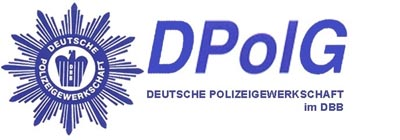 DEUTSCHE
POLIZEIGEWERKSCHAFT
DPolG
DEUTSCHE POLIZEIGEWERKSCHAFT
im DBB